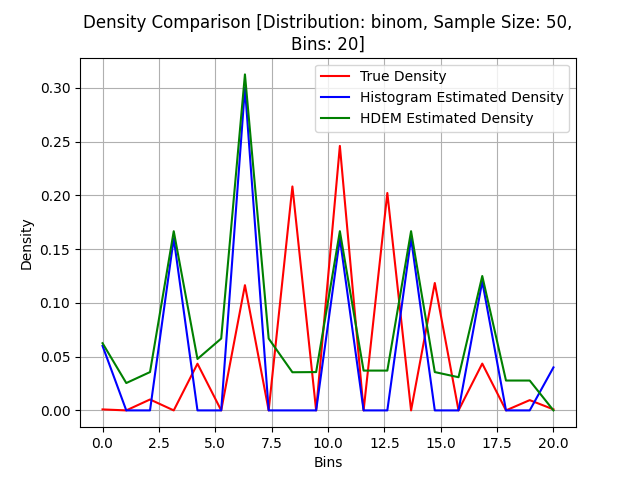 Density Comparison [Distribution: binom, Sample Size: 50,
Bins: 20]
True Density
Histogram Estimated Density
HDEM Estimated Density
Density
0.30
0.25
0.20
0.15
0.10
0.05
0.00
0.0 2.5 5.0 7.5 10.0 12.5 15.0 17.5 20.0
Bins